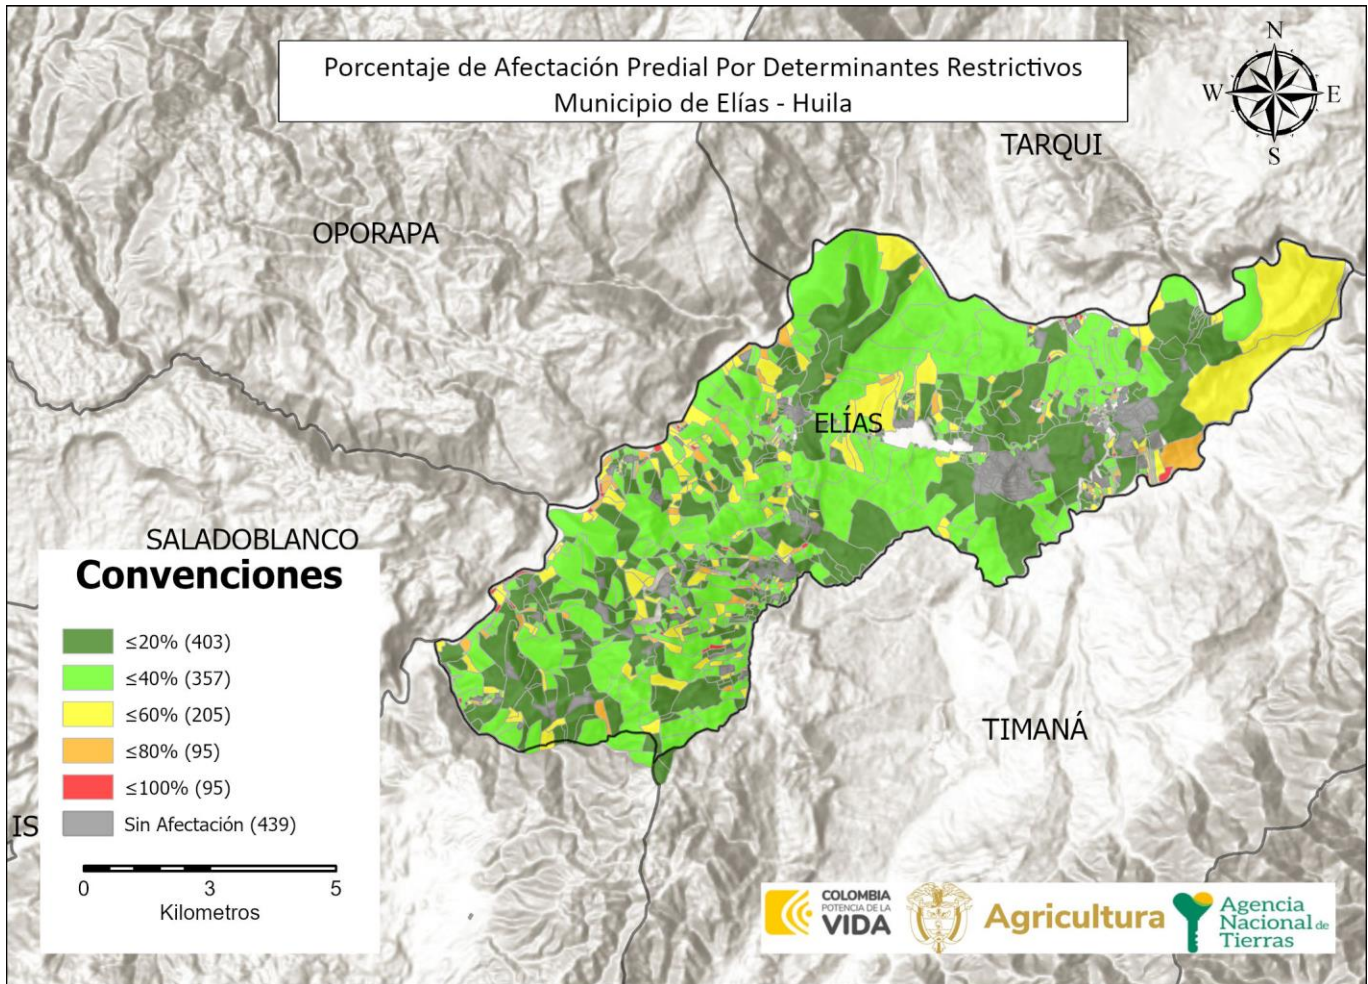 Porcentaje de Afectación Predial Por Determinantes Restrictivos
Municipio de Elías - Huila
N
W E
S
TARQUI
OPORAPA
ELÍAS
SALADOBLANCO
TIMANÁ
IS
Convenciones
≤20% (403)
≤40% (357)
≤60% (205)
≤80% (95)
≤100% (95)
Sin Afectación (439)
0 3 5
Kilometros
COLOMBIA
POTENCIA DE LA
VIDA
Agricultura
Agencia
Nacional de
Tierras